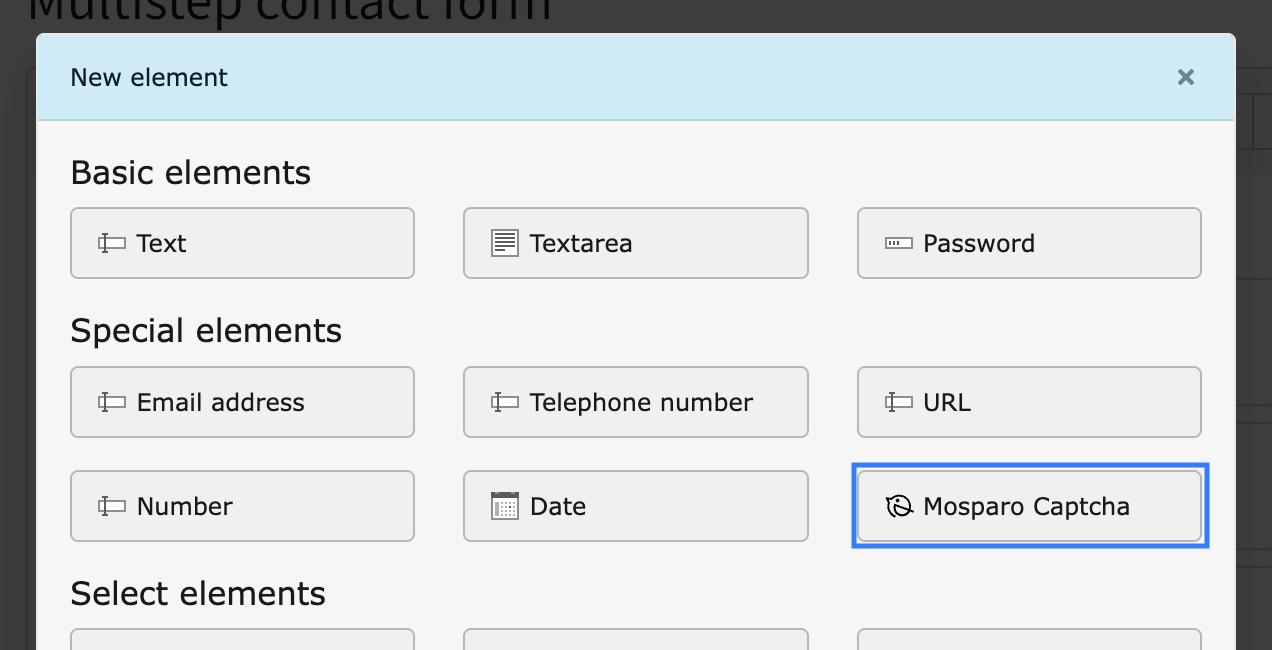 Multistep contact form
New element
Basic elements
Text
Textarea
Password
Special elements
Email address
Telephone number
URL
Number
Date
Mosparo Captcha
Select elements